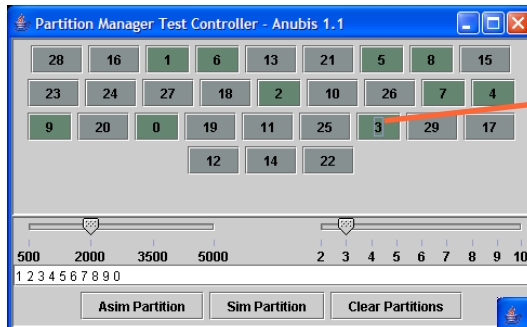 Partition Manager Test Controller - Anubis 1.1
28 16 1 6 13 21 5 8 15
23 24 27 18 2 10 26 7 4
9 20 0 19 11 25 3 29 17
12 14 22
500 2000 3500 5000 2 3 4 5 6 7 8 9 10
1 2 3 4 5 6 7 8 9 0
Asim Partition Sim Partition Clear Partitions